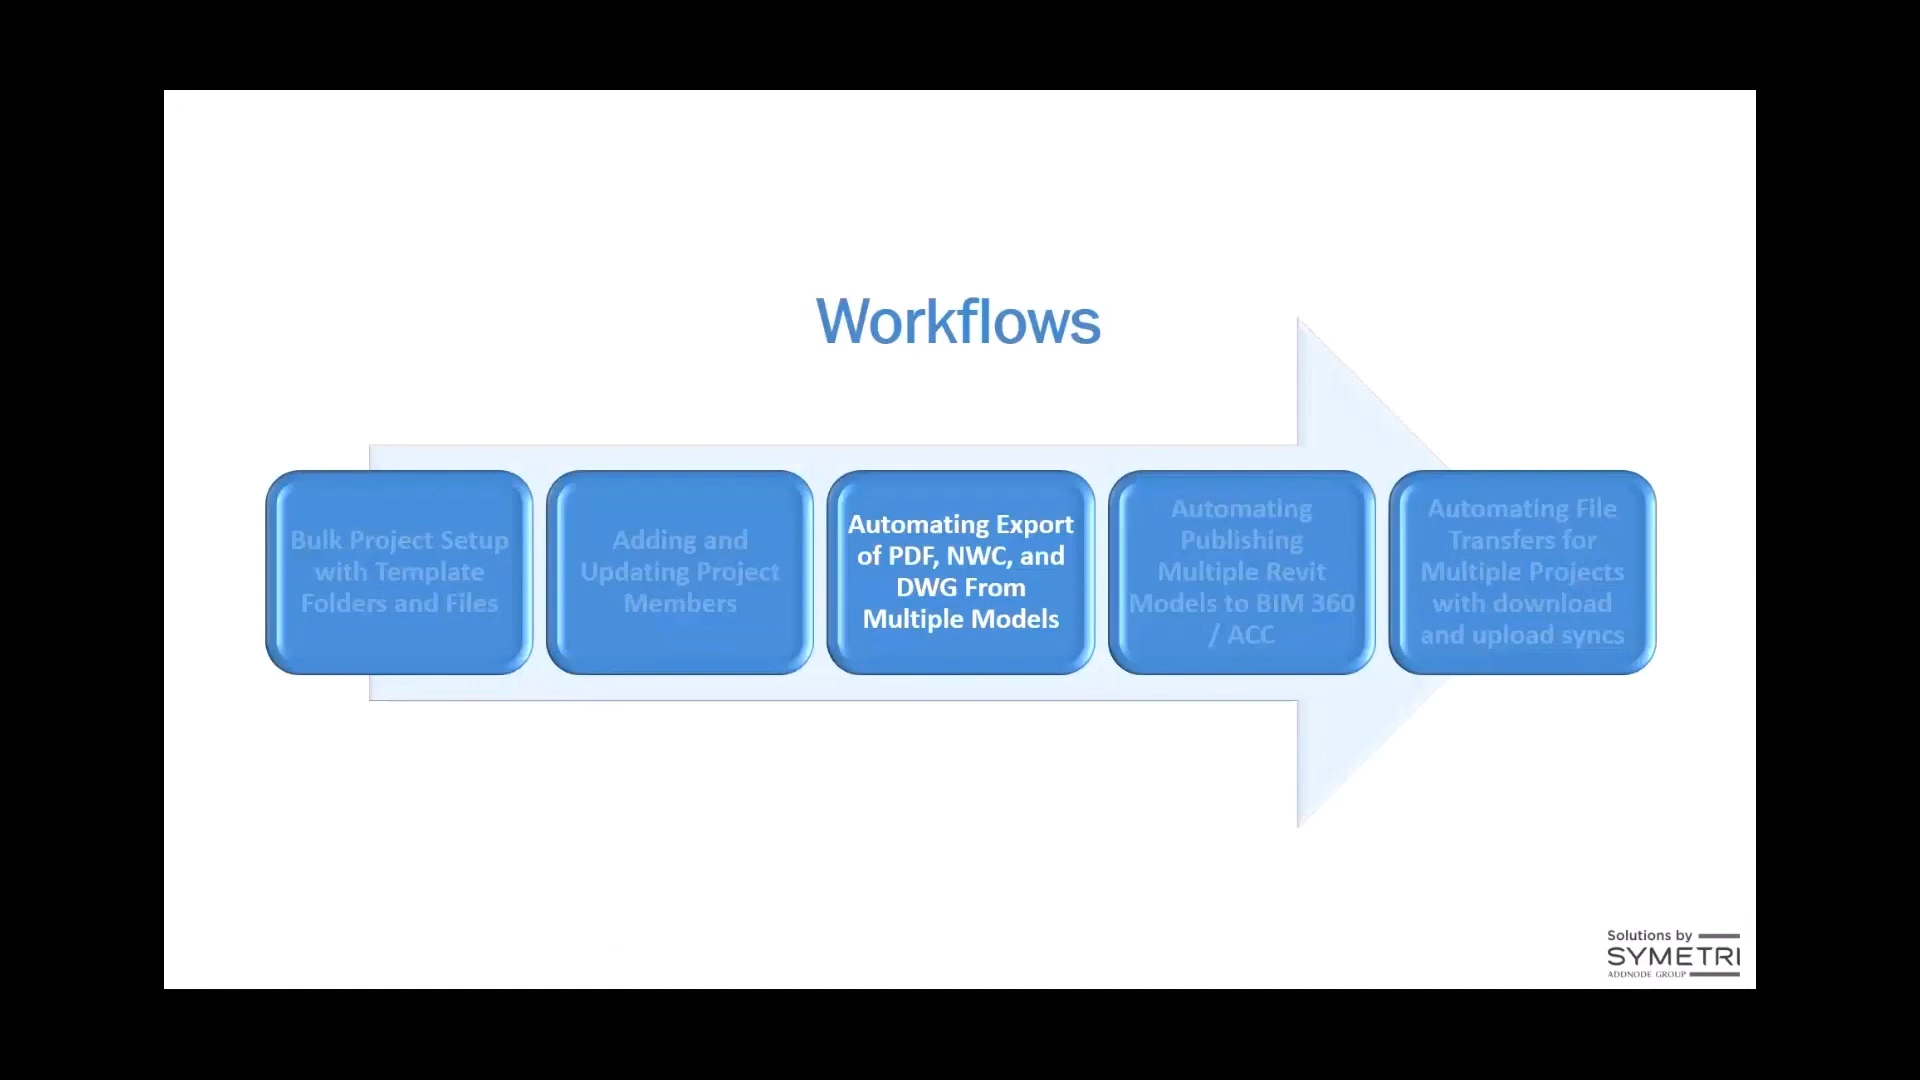 Workflows
Bulk Project Setup
with Template
Folders and Files
Adding and
Updating Project
Members
Automating Export
of PDF, NWC, and
DWG From
Multiple Models
Automating
Publishing
Multiple Revit
Models to BIM 360
/ ACC
Automating File
Transfers for
Multiple Projects
with download
and upload syncs
Solutions by
SYMETRI
ADDNODE GROUP